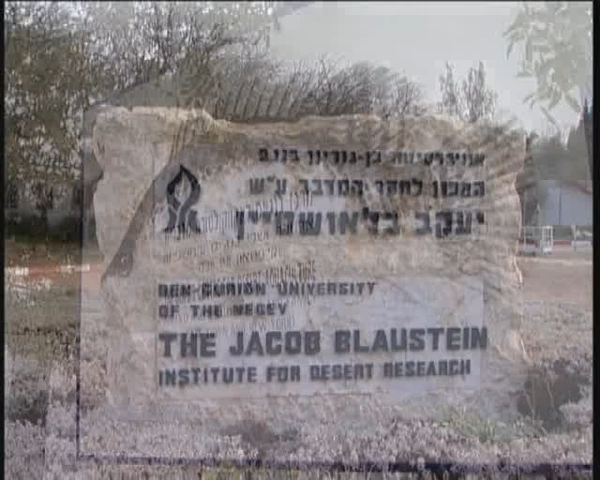 אוניברסיטת בן-גוריון בנגב
המכון לחקר המדבר ע"ש
יעקב בלאושטיין
BEN-GURION UNIVERSITY
OF THE NEGEV
THE JACOB BLAUSTEIN
INSTITUTE FOR DESERT RESEARCH